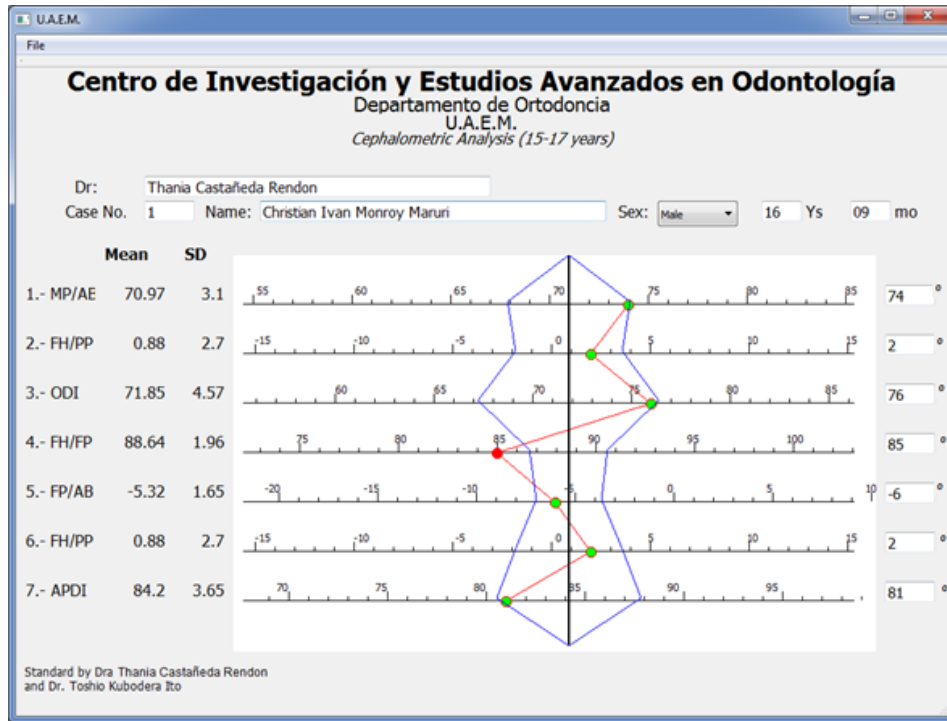 U.A.E.M.
File
Centro de Investigación y Estudios Avanzados en Odontología
Departamento de Ortodoncia
U.A.E.M.
Cephalometric Analysis (15-17 years)
Dr: Thania Castañeda Rendon
Case No. 1 Name: Christian Ivan Monroy Maruri Sex: Male 16 Ys 09 mo
Mean SD
1.- MP/AB 70.97 3.1 55 60 65 70 75 80 85 74 º
2.- FH/PP 0.88 2.7 -15 -10 -5 0 5 10 15 2 º
3.- ODI 71.85 4.57 60 65 70 75 80 85 76 º
4.- FH/FP 88.64 1.96 75 80 85 90 95 100 85 º
5.- FP/AB -5.32 1.65 -20 -15 -10 -5 0 5 10 -6 º
6.- FH/PP 0.88 2.7 -15 -10 -5 0 5 10 15 2 º
7.- APDI 84.2 3.65 70 75 80 85 90 95 81 º
Standard by Dra Thania Castañeda Rendon
and Dr. Toshio Kubodera Ito